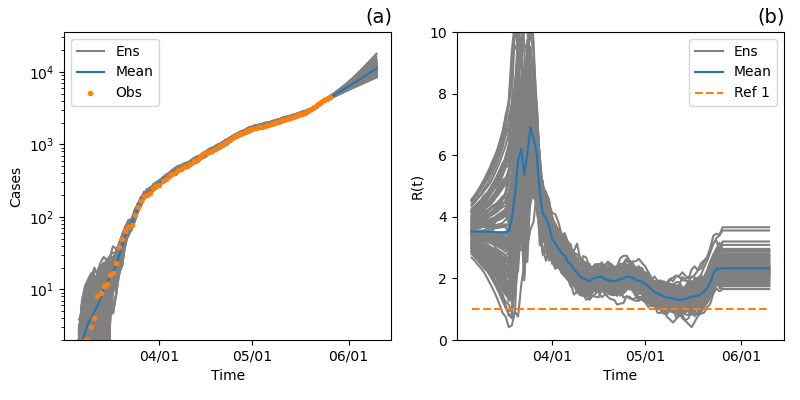 (a)
Ens
Mean
Obs
10^4
10^3
10^2
10^1
Cases
04/01
05/01
06/01
Time
(b)
Ens
Mean
Ref 1
10
8
6
4
2
0
R(t)
04/01
05/01
06/01
Time